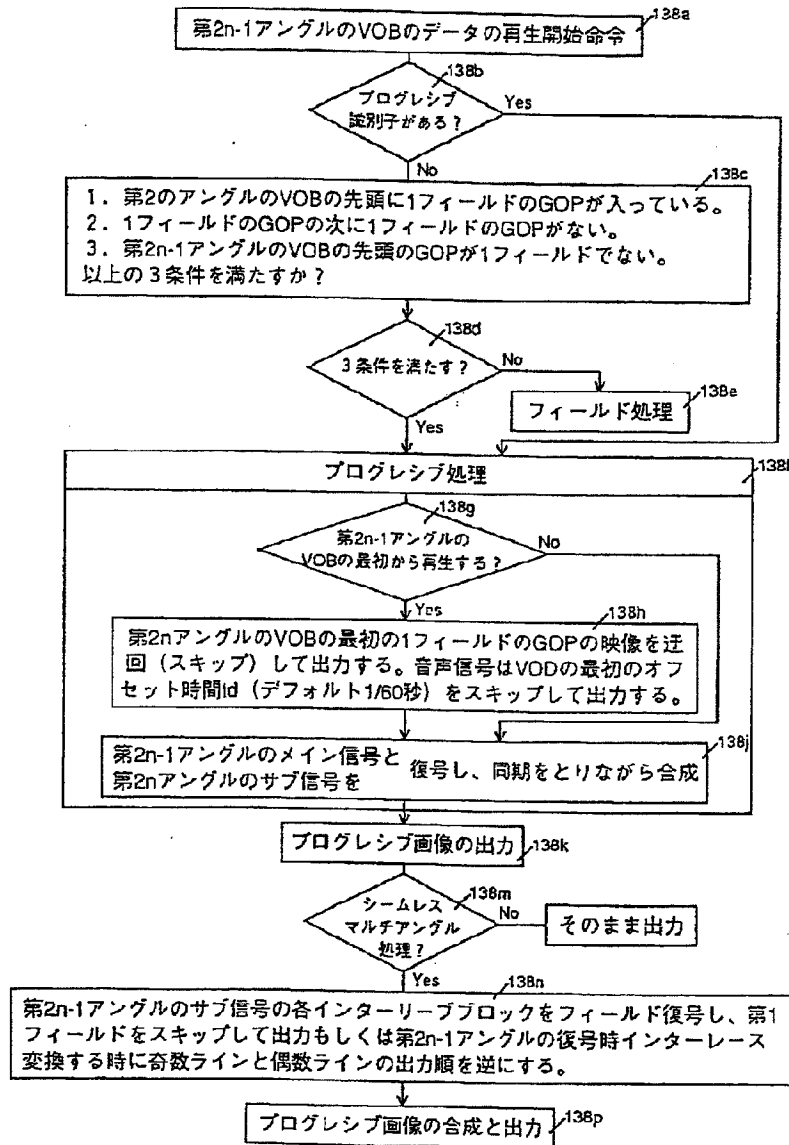 第2n-1アングルのVOBのデータの再生開始命令
138a
138b
プログレシブ
識別子がある？
Yes
No
138c
1．第2のアングルのVOBの先頭に1フィールドのGOPが入っている。
2．1フィールドのGOPの次に1フィールドのGOPがない。
3．第2n-1アングルのVOBの先頭のGOPが1フィールドでない。
以上の3条件を満たすか？
138d
3条件を満たす？
No
138e
フィールド処理
Yes
プログレシブ処理
138g
第2n-1アングルの
VOBの最初から再生する？
No
Yes
138h
第2nアングルのVOBの最初の1フィールドのGOPの映像を迂
回（スキップ）して出力する。音声信号はVODの最初のオフ
セット時間td（デフォルト1/60秒）をスキップして出力する。
138j
第2n-1アングルのメイン信号と
第2nアングルのサブ信号を
復号し、同期をとりながら合成
プログレシブ画像の出力
138k
138m
シームレス
マルチアングル
処理？
No
そのまま出力
Yes
138n
第2n-1アングルのサブ信号の各インターリーブブロックをフィールド復号し、第1
フィールドをスキップして出力もしくは第2n-1アングルの復号時インターレース
変換する時に奇数ラインと偶数ラインの出力順を逆にする。
プログレシブ画像の合成と出力
138p